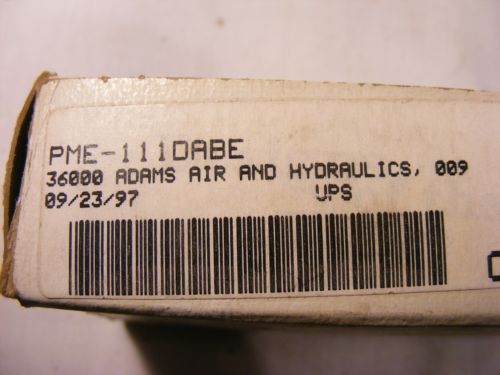 PME-111DABE
36000 ADAMS AIR AND HYDRAULICS, 009
09/23/97 UPS